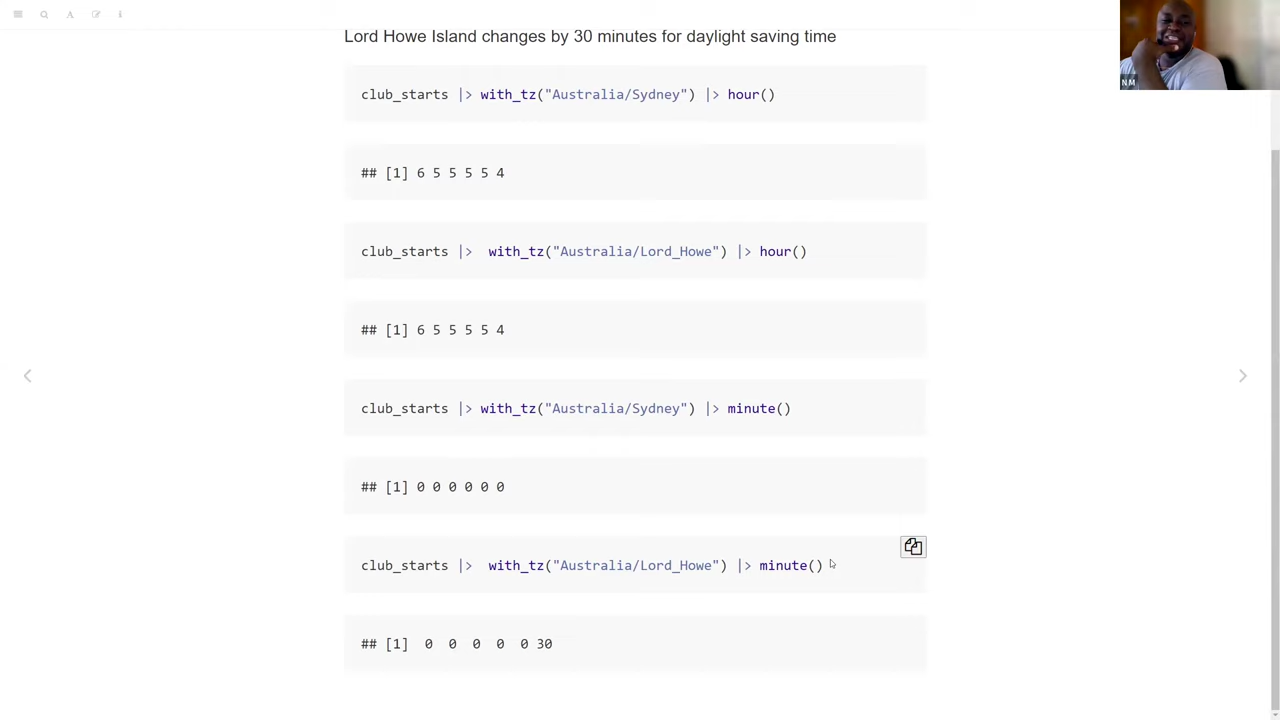 Lord Howe Island changes by 30 minutes for daylight saving time
club_starts |> with_tz("Australia/Sydney") |> hour()
## [1] 6 5 5 5 5 4
club_starts |>  with_tz("Australia/Lord_Howe") |> hour()
## [1] 6 5 5 5 5 4
club_starts |> with_tz("Australia/Sydney") |> minute()
## [1] 0 0 0 0 0 0
club_starts |>  with_tz("Australia/Lord_Howe") |> minute()
## [1]  0  0  0  0  0 30
NM